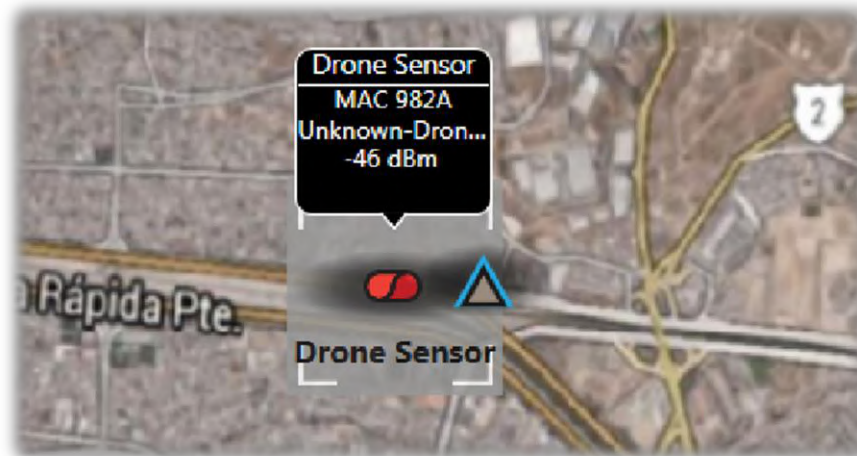 Drone Sensor
MAC 982A
Unknown-Dron...
-46 dBm
2
Rápida Pte.
Drone Sensor